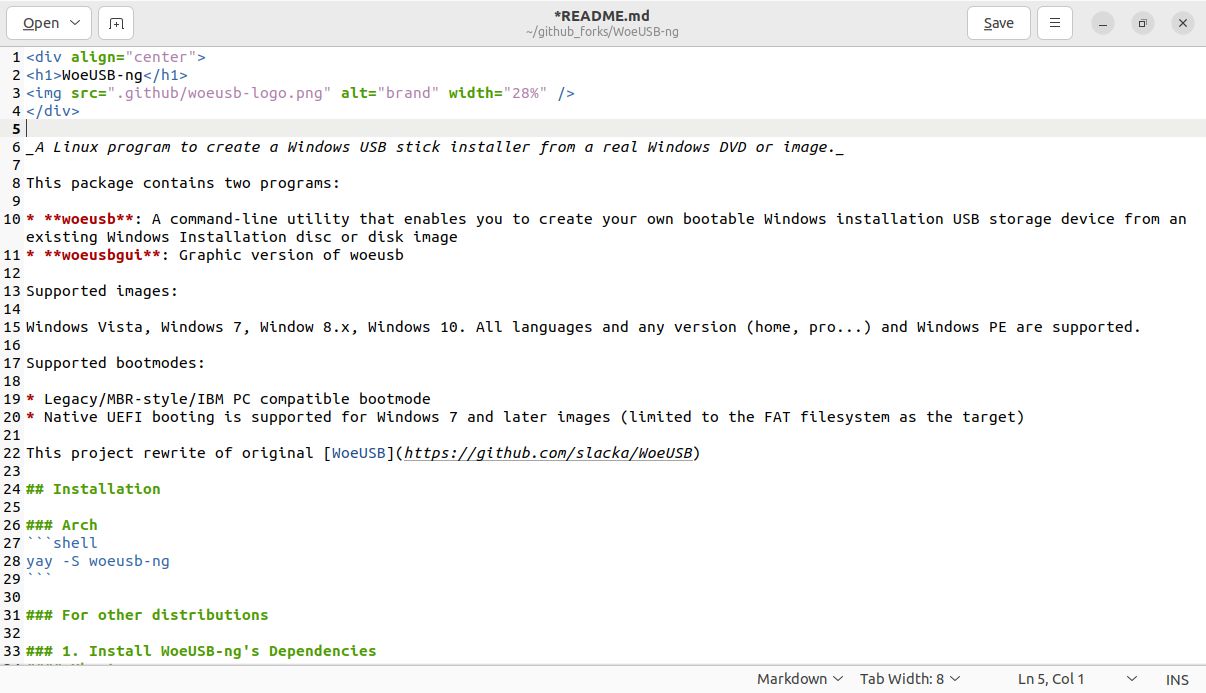 Open
*README.md
~/github_forks/WoeUSB-ng
Save
1 <div align="center">
2 <h1>WoeUSB-ng</h1>
3 <img src=".github/woeusb-logo.png" alt="brand" width="28%" />
4 </div>
5
6 _A Linux program to create a Windows USB stick installer from a real Windows DVD or image._
7
8 This package contains two programs:
9
10 * **woeusb**: A command-line utility that enables you to create your own bootable Windows installation USB storage device from an
existing Windows Installation disc or disk image
11 * **woeusbgui**: Graphic version of woeusb
12
13 Supported images:
14
15 Windows Vista, Windows 7, Window 8.x, Windows 10. All languages and any version (home, pro...) and Windows PE are supported.
16
17 Supported bootmodes:
18
19 * Legacy/MBR-style/IBM PC compatible bootmode
20 * Native UEFI booting is supported for Windows 7 and later images (limited to the FAT filesystem as the target)
21
22 This project rewrite of original [WoeUSB](https://github.com/slacka/WoeUSB)
23
24 ## Installation
25
26 ### Arch
27 ```shell
28 yay -S woeusb-ng
29 ```
30
31 ### For other distributions
32
33 ### 1. Install WoeUSB-ng's Dependencies
Markdown
Tab Width: 8
Ln 5, Col 1
INS